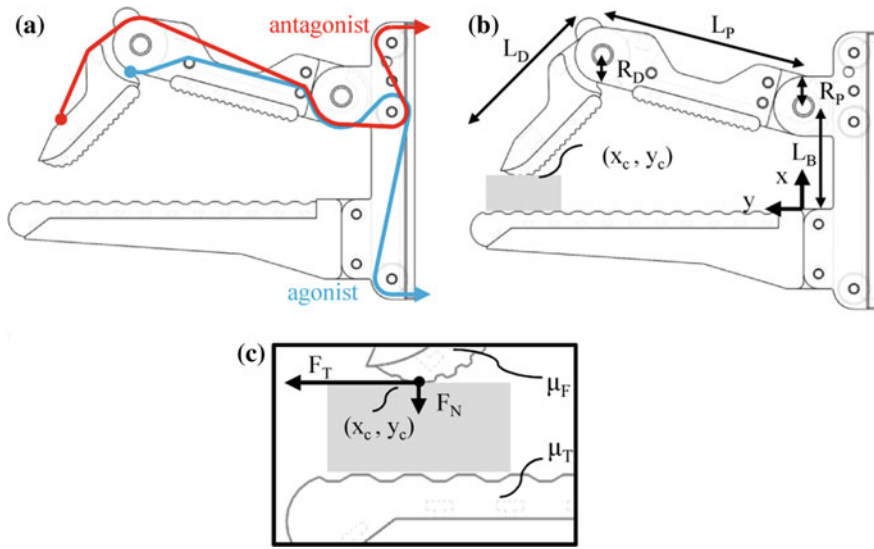 (a)
antagonist
agonist
(b)
L_D
L_P
R_D
R_P
(x_c, y_c)
L_B
x
y
(c)
F_T
F_N
(x_c, y_c)
μ_F
μ_T